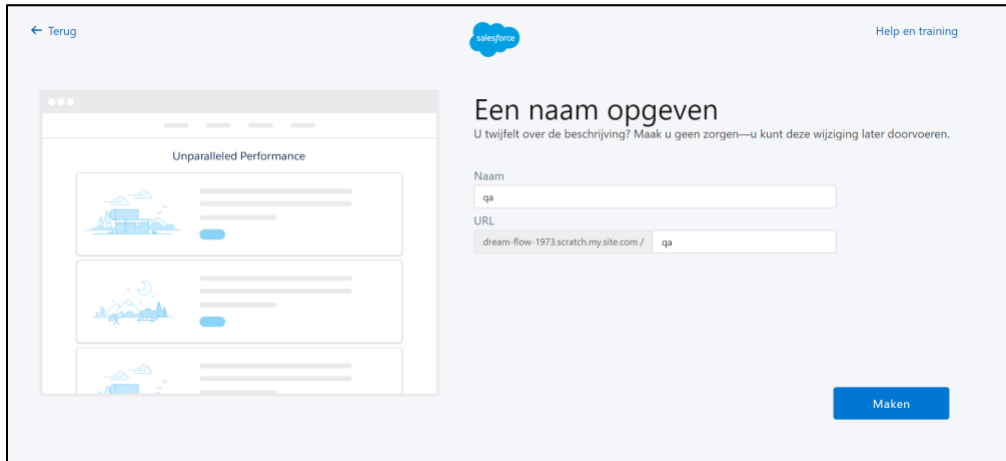 ← Terug
salesforce
Help en training
Unparalleled Performance
Een naam opgeven
U twijfelt over de beschrijving? Maak u geen zorgen—u kunt deze wijziging later doorvoeren.
Naam
qa
URL
dream-flow-1973.scratch.my.site.com / qa
Maken